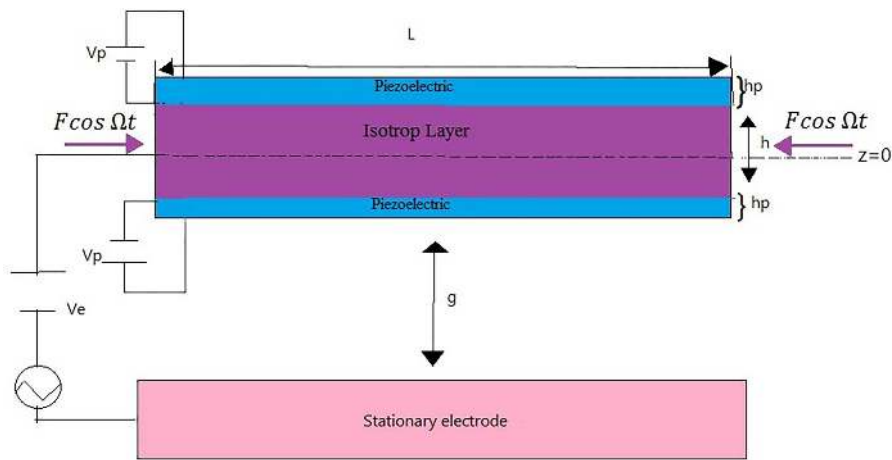 L
Vp
Piezoelectric
hp
Fcos Ωt
Isotrop Layer
h
Fcos Ωt
z=0
Piezoelectric
hp
Vp
g
Ve
Stationary electrode